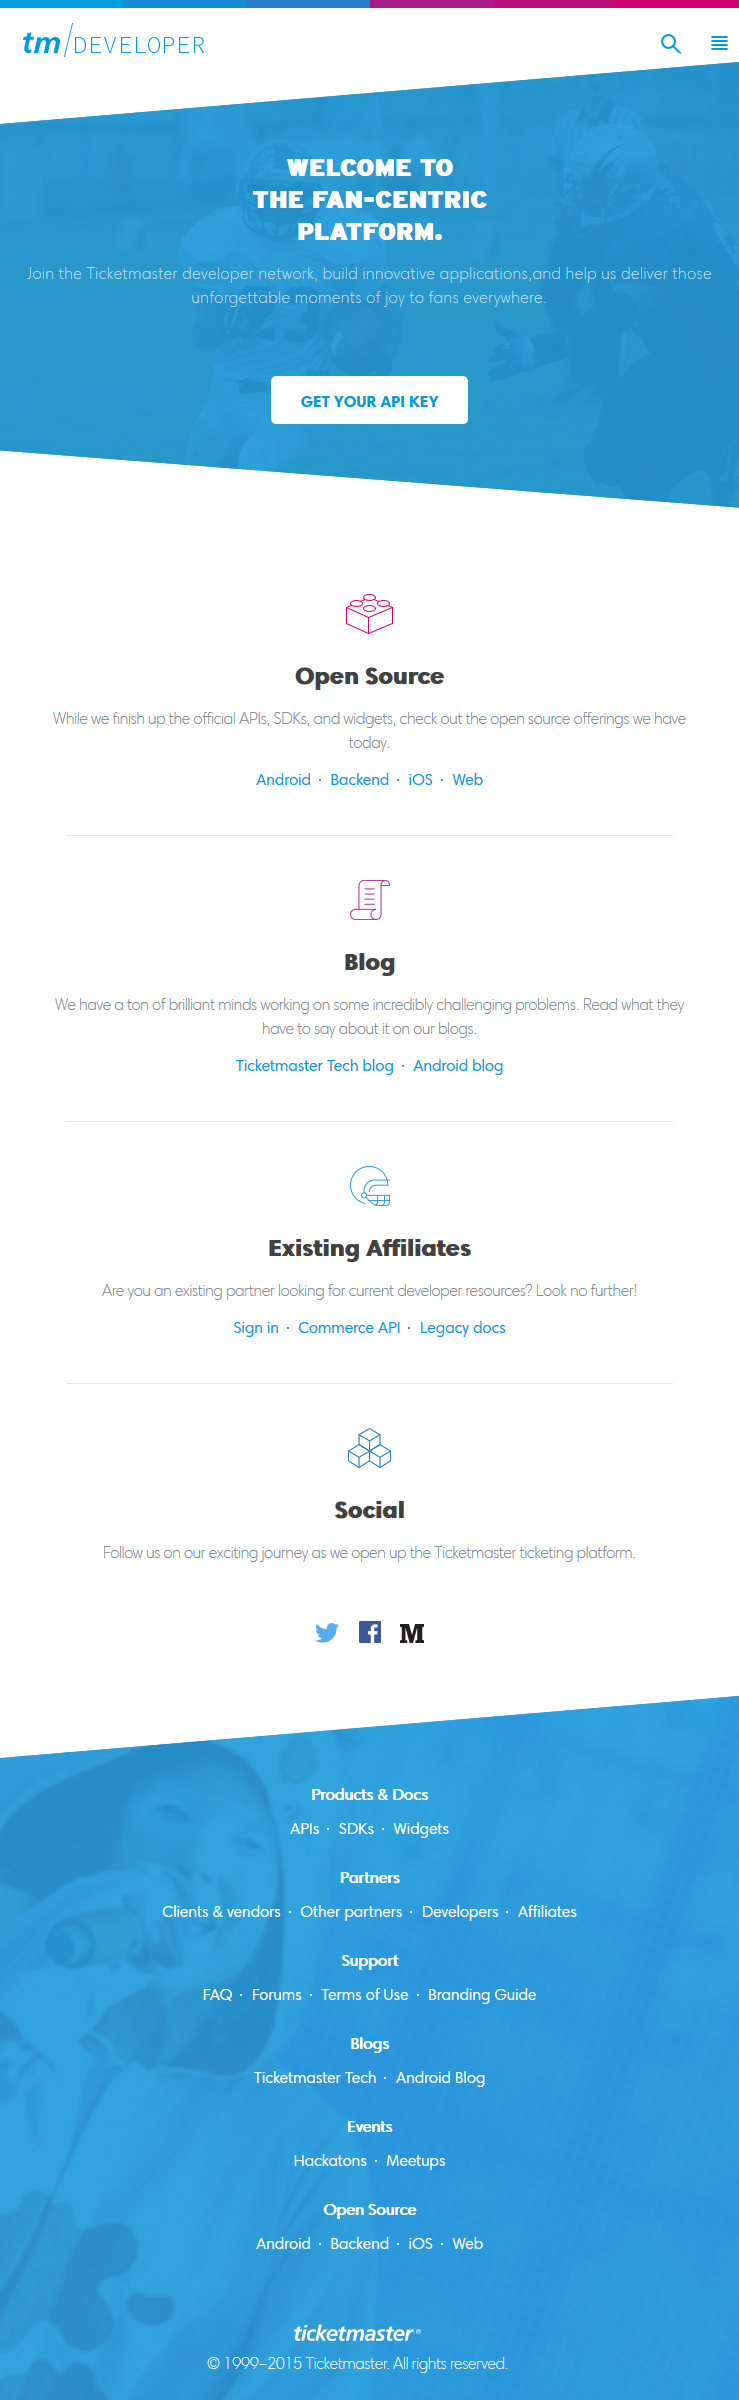 tm/DEVELOPER
WELCOME TO
THE FAN-CENTRIC
PLATFORM.
Join the Ticketmaster developer network, build innovative applications,and help us deliver those
unforgettable moments of joy to fans everywhere.
GET YOUR API KEY
Open Source
While we finish up the official APIs, SDKs, and widgets, check out the open source offerings we have
today.
Android · Backend · iOS · Web
Blog
We have a ton of brilliant minds working on some incredibly challenging problems. Read what they
have to say about it on our blogs.
Ticketmaster Tech blog · Android blog
Existing Affiliates
Are you an existing partner looking for current developer resources? Look no further!
Sign in · Commerce API · Legacy docs
Social
Follow us on our exciting journey as we open up the Ticketmaster ticketing platform.
M
Products & Docs
APIs · SDKs · Widgets
Partners
Clients & vendors · Other partners · Developers · Affiliates
Support
FAQ · Forums · Terms of Use · Branding Guide
Blogs
Ticketmaster Tech · Android Blog
Events
Hackatons · Meetups
Open Source
Android · Backend · iOS · Web
ticketmaster®
© 1999-2015 Ticketmaster. All rights reserved.